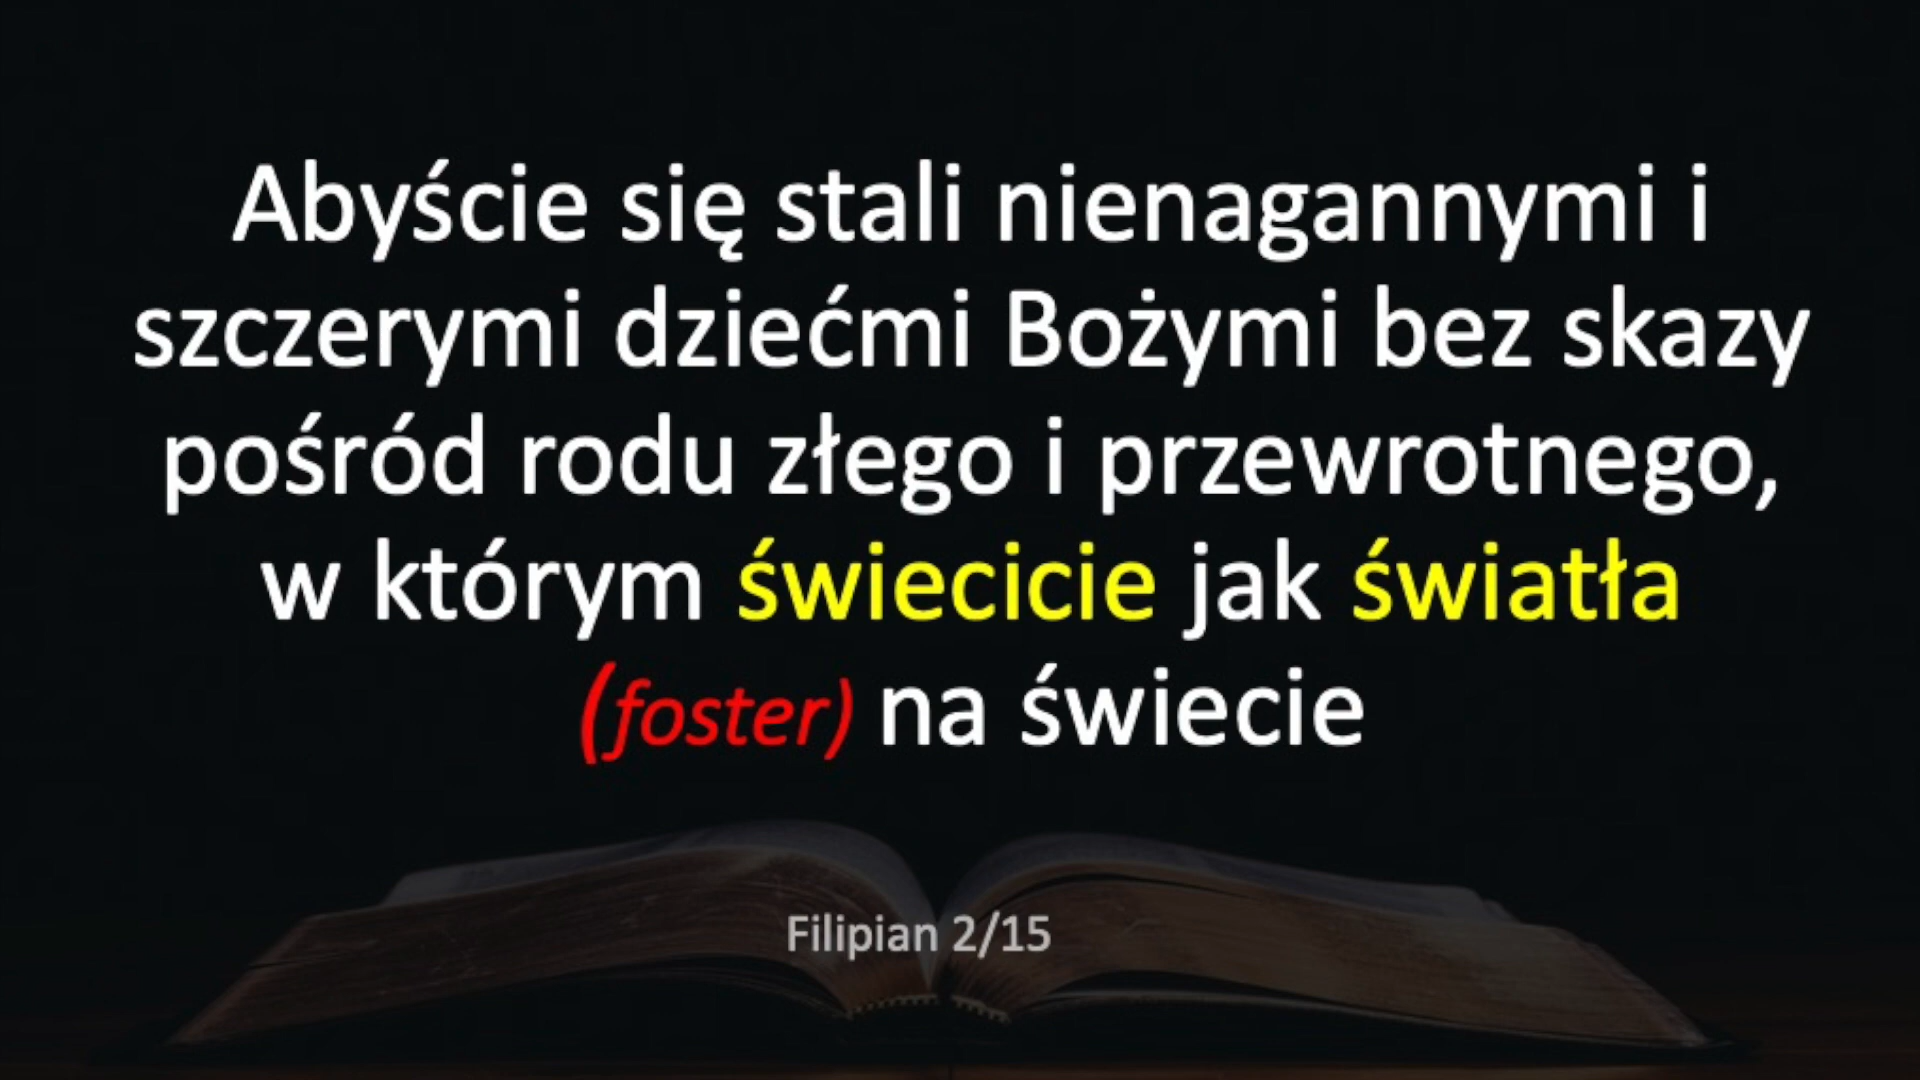 Abyście się stali nienagannymi i
szczerymi dziećmi Bożymi bez skazy
pośród rodu złego i przewrotnego,
w którym świecicie jak światła
(foster) na świecie
Filipian 2/15